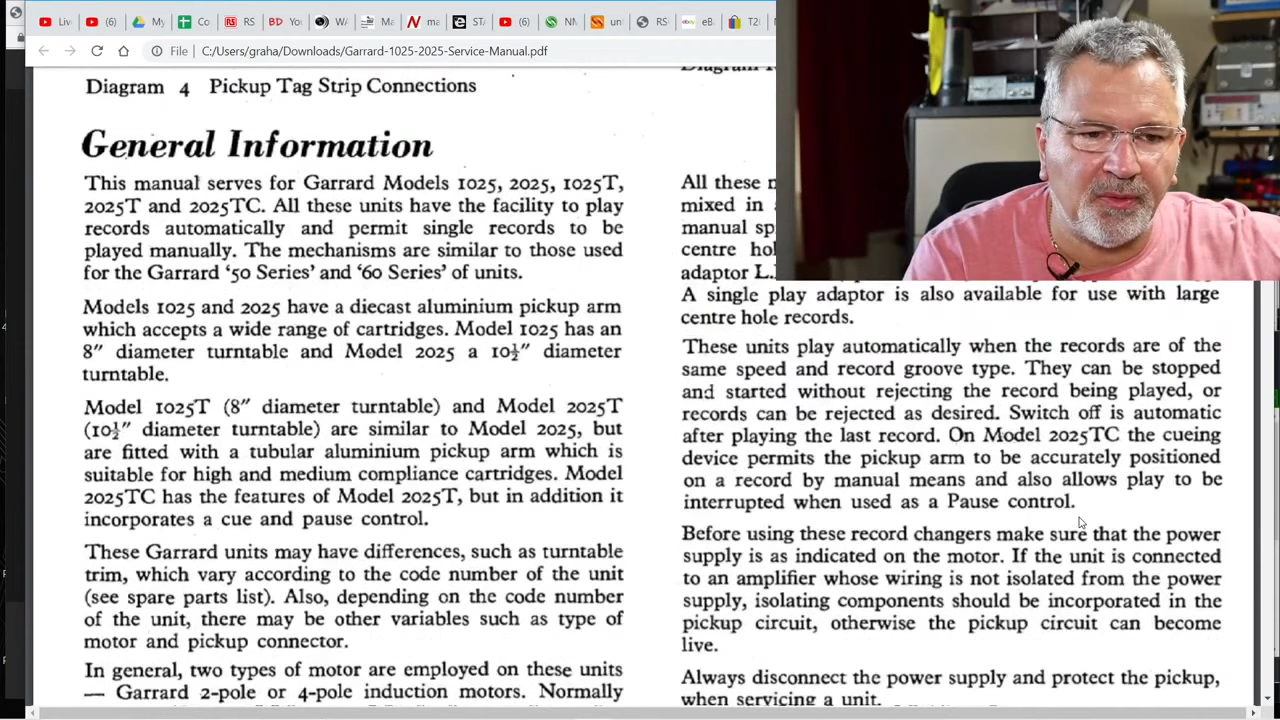 Liv
(6)
My
Co
RS
Yo
Wa
Ma
ma
STA
(6)
NM
un
RS-
eB
T2
File
C:/Users/graha/Downloads/Garrard-1025-2025-Service-Manual.pdf
Diagram 4 Pickup Tag Strip Connections
General Information
This manual serves for Garrard Models 1025, 2025, 1025T,
2025T and 2025TC. All these units have the facility to play
records automatically and permit single records to be
played manually. The mechanisms are similar to those used
for the Garrard ‘50 Series’ and ‘60 Series’ of units.
Models 1025 and 2025 have a diecast aluminium pickup arm
which accepts a wide range of cartridges. Model 1025 has an
8″ diameter turntable and Model 2025 a 10½″ diameter
turntable.
Model 1025T (8″ diameter turntable) and Model 2025T
(10½″ diameter turntable) are similar to Model 2025, but
are fitted with a tubular aluminium pickup arm which is
suitable for high and medium compliance cartridges. Model
2025TC has the features of Model 2025T, but in addition it
incorporates a cue and pause control.
These Garrard units may have differences, such as turntable
trim, which vary according to the code number of the unit
(see spare parts list). Also, depending on the code number
of the unit, there may be other variables such as type of
motor and pickup connector.
In general, two types of motor are employed on these units
— Garrard 2-pole or 4-pole induction motors. Normally
All these
mixed in
manual sp
centre hol
adaptor L.
A single play adaptor is also available for use with large
centre hole records.
These units play automatically when the records are of the
same speed and record groove type. They can be stopped
and started without rejecting the record being played, or
records can be rejected as desired. Switch off is automatic
after playing the last record. On Model 2025TC the cueing
device permits the pickup arm to be accurately positioned
on a record by manual means and also allows play to be
interrupted when used as a Pause control.
Before using these record changers make sure that the power
supply is as indicated on the motor. If the unit is connected
to an amplifier whose wiring is not isolated from the power
supply, isolating components should be incorporated in the
pickup circuit, otherwise the pickup circuit can become
live.
Always disconnect the power supply and protect the pickup,
when servicing a unit.